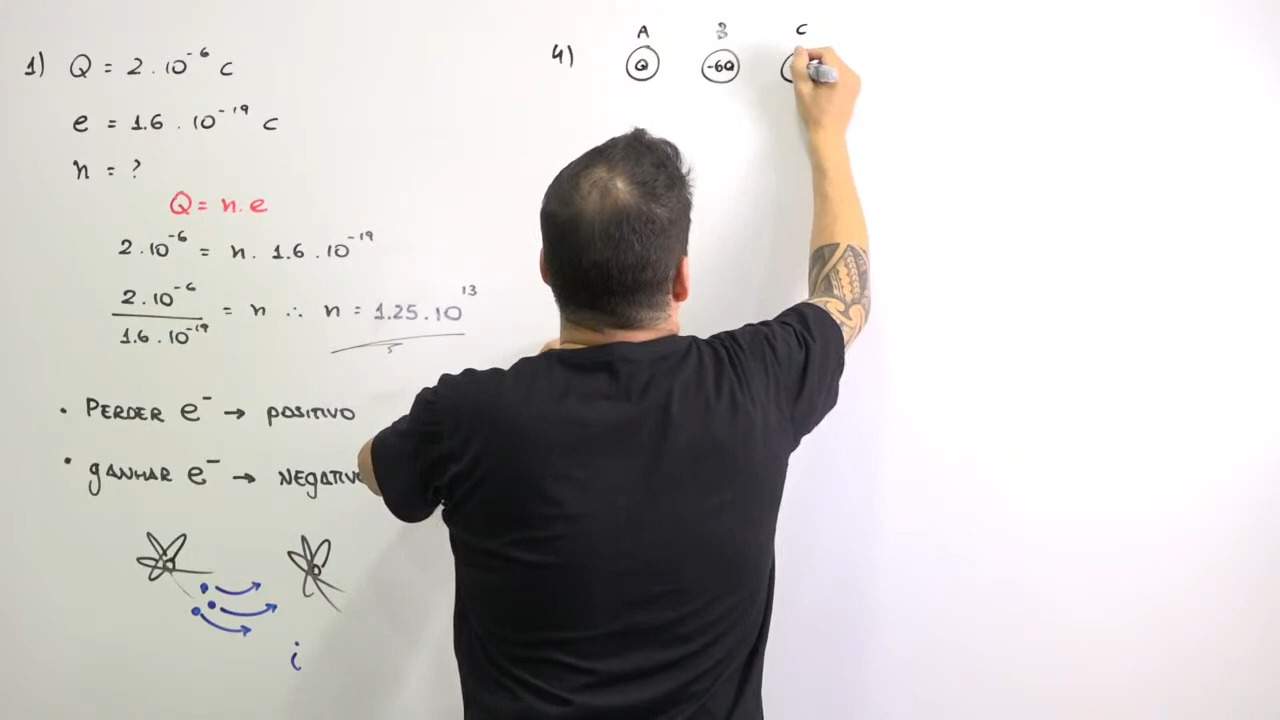 1) Q = 2.10⁻⁶ C
e = 1.6 . 10⁻¹⁹ C
n = ?
Q = n.e
2.10⁻⁶ = n. 1.6 . 10⁻¹⁹
2.10⁻⁶ / 1.6 . 10⁻¹⁹ = n ∴ n = 1.25.10¹³
• PERDER e⁻ → POSITIVO
• GANHAR e⁻ → NEGATIVO
i
4) A B C
Q -6Q